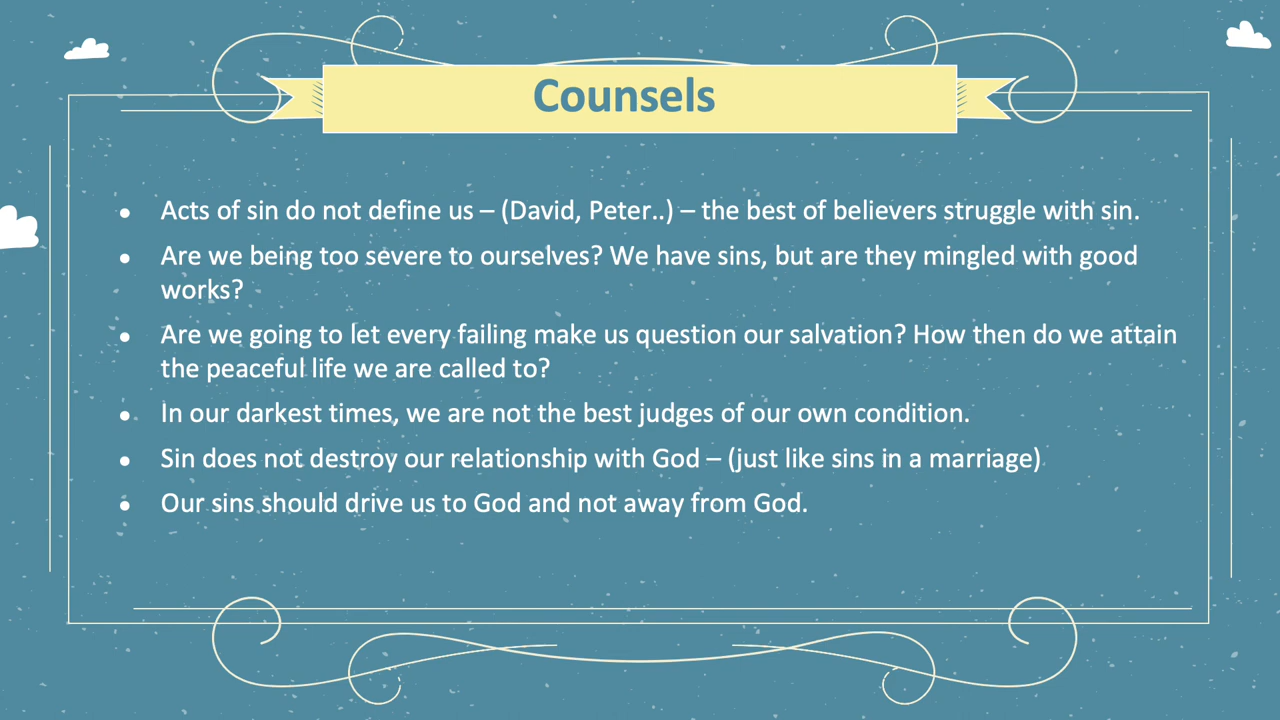 Counsels
• Acts of sin do not define us – (David, Peter..) – the best of believers struggle with sin.
• Are we being too severe to ourselves? We have sins, but are they mingled with good
works?
• Are we going to let every failing make us question our salvation? How then do we attain
the peaceful life we are called to?
• In our darkest times, we are not the best judges of our own condition.
• Sin does not destroy our relationship with God – (just like sins in a marriage)
• Our sins should drive us to God and not away from God.